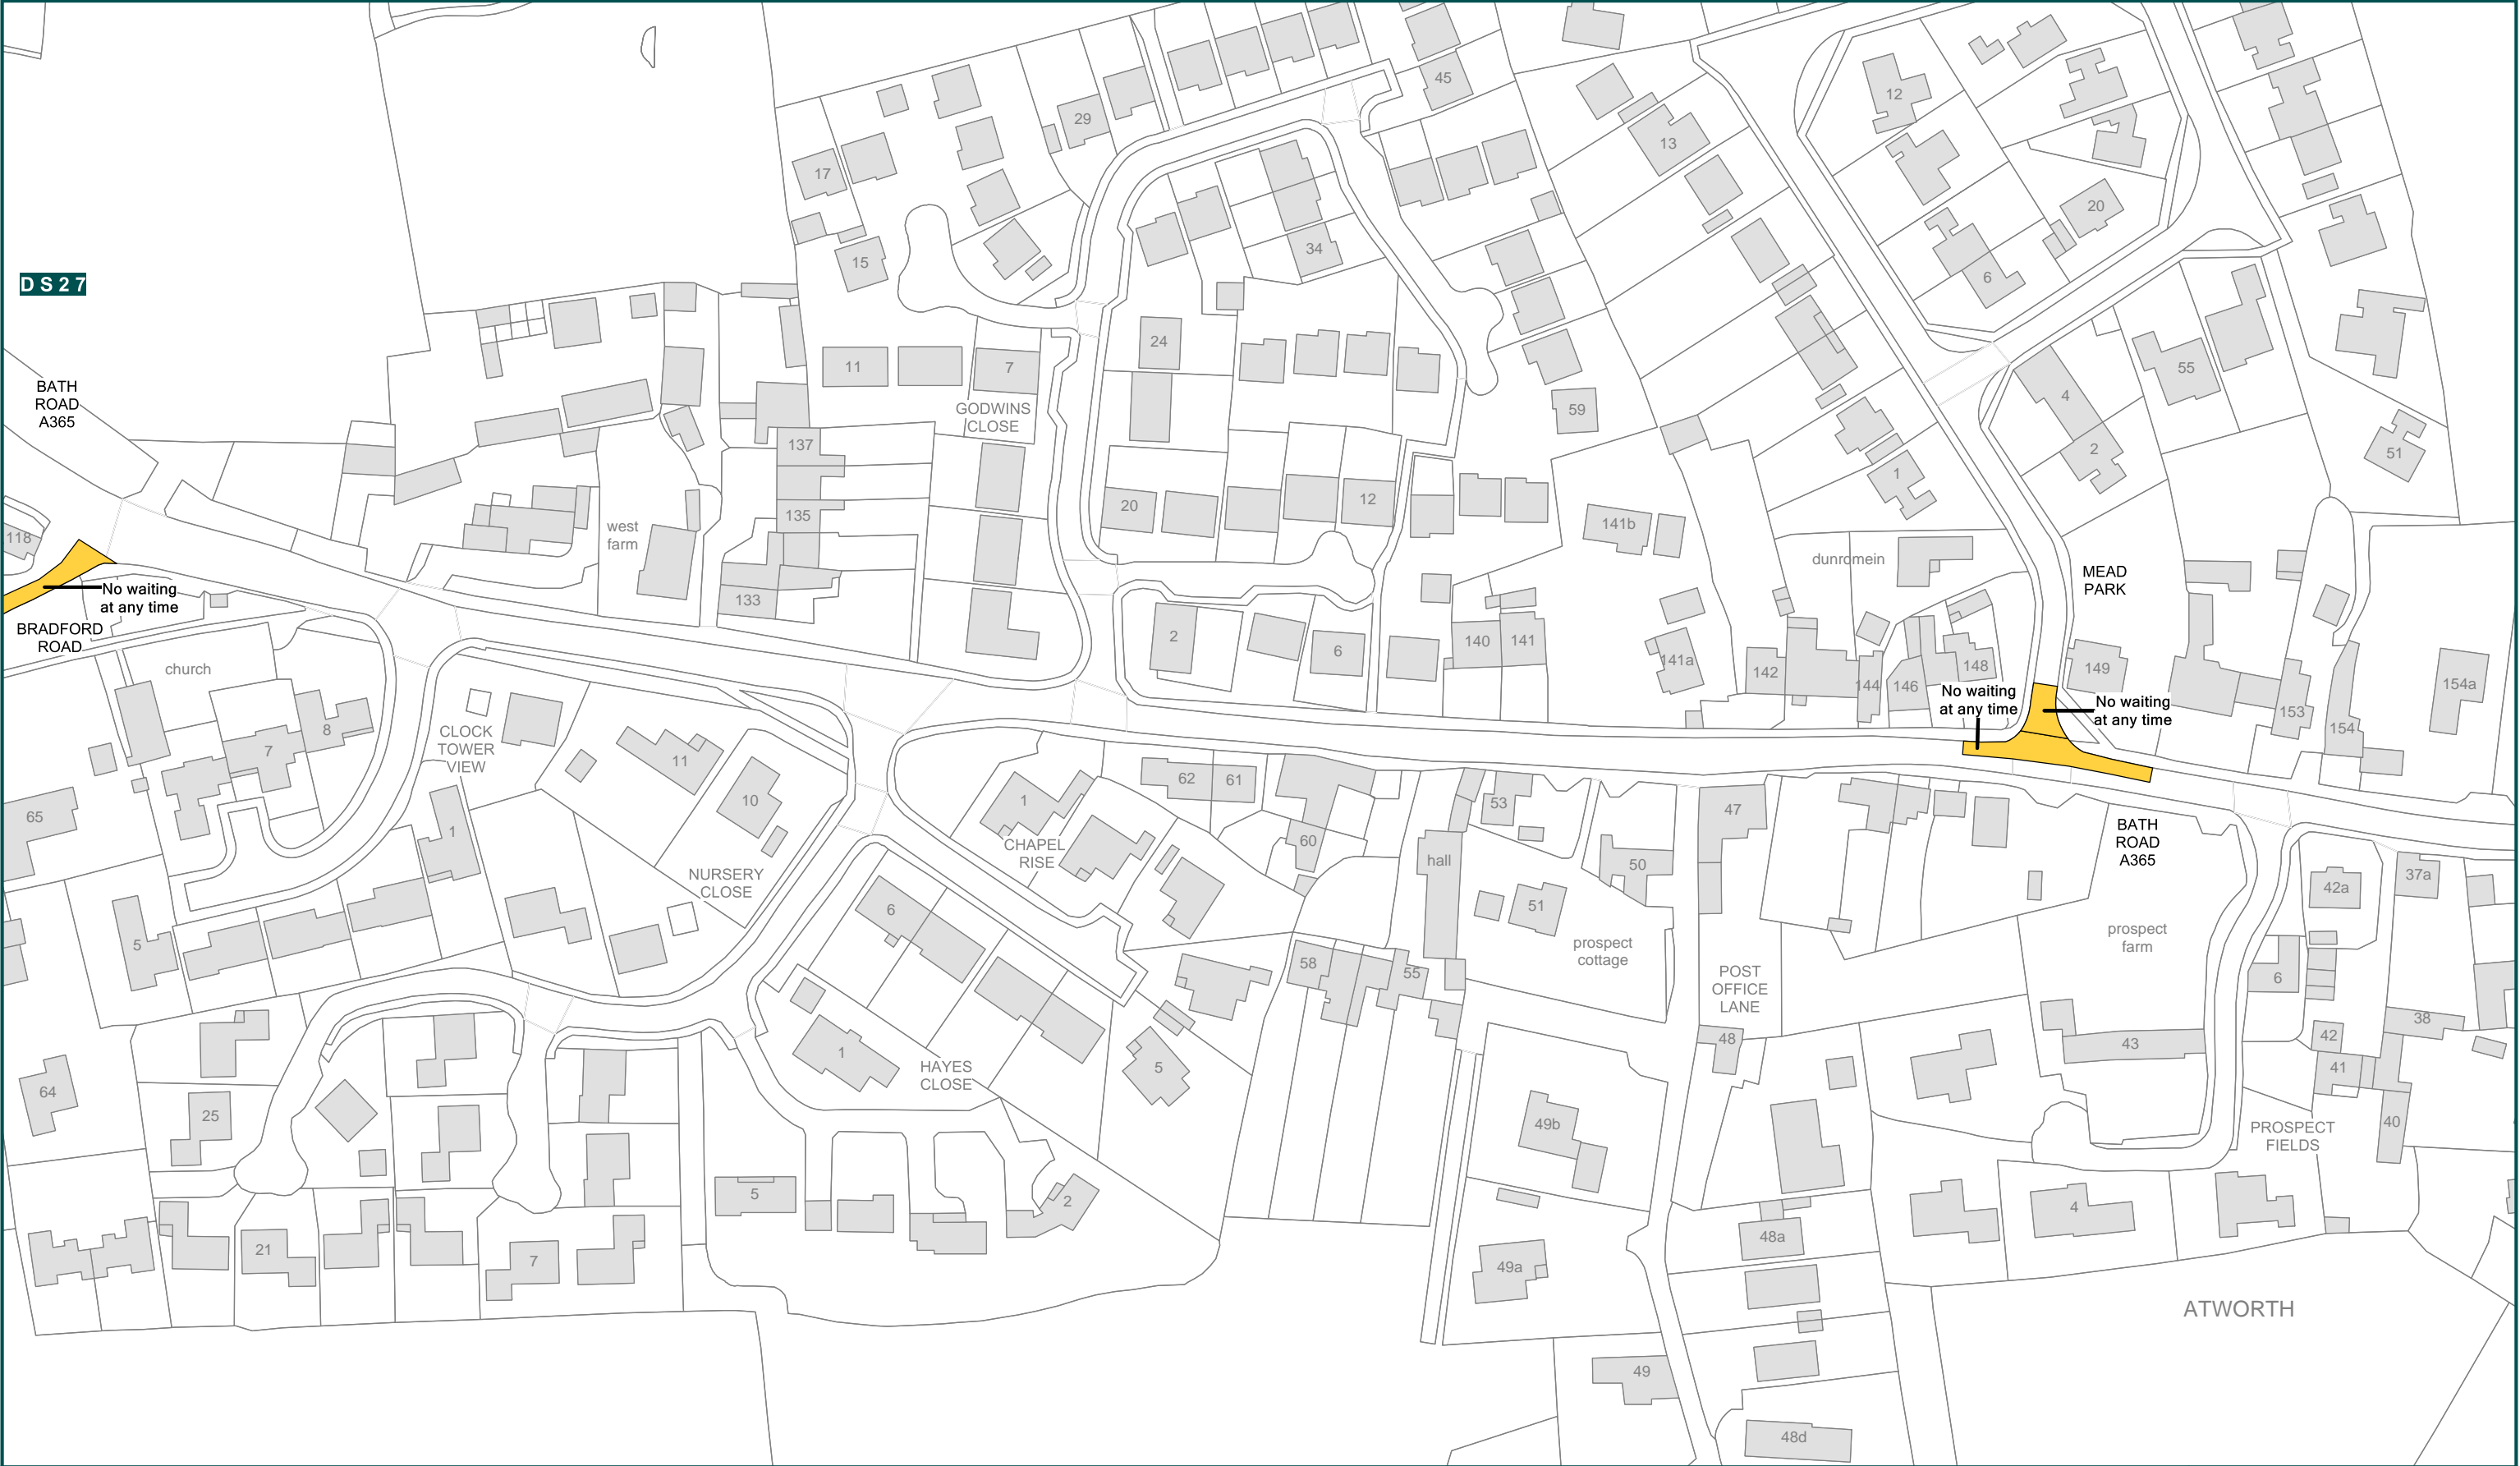 12
45
29
13
17
20
34
15
6
DS27
24
11
7
55
4
BATH
ROAD
A365
GODWINS
CLOSE
59
137
2
51
1
20
12
135
141b
118
west
farm
dunromein
MEAD
PARK
No waiting
at any time
133
BRADFORD
ROAD
2
6
140
141
141a
142
144
146
148
149
154a
church
No waiting
at any time
No waiting
at any time
153
154
8
7
CLOCK
TOWER
VIEW
11
10
62
61
1
53
47
65
1
CHAPEL
RISE
60
hall
50
BATH
ROAD
A365
NURSERY
CLOSE
37a
42a
6
51
5
prospect
cottage
prospect
farm
58
55
POST
OFFICE
LANE
6
38
48
42
43
1
HAYES
CLOSE
5
41
64
25
49b
40
PROSPECT
FIELDS
5
2
4
48a
21
7
49a
ATWORTH
49
48d